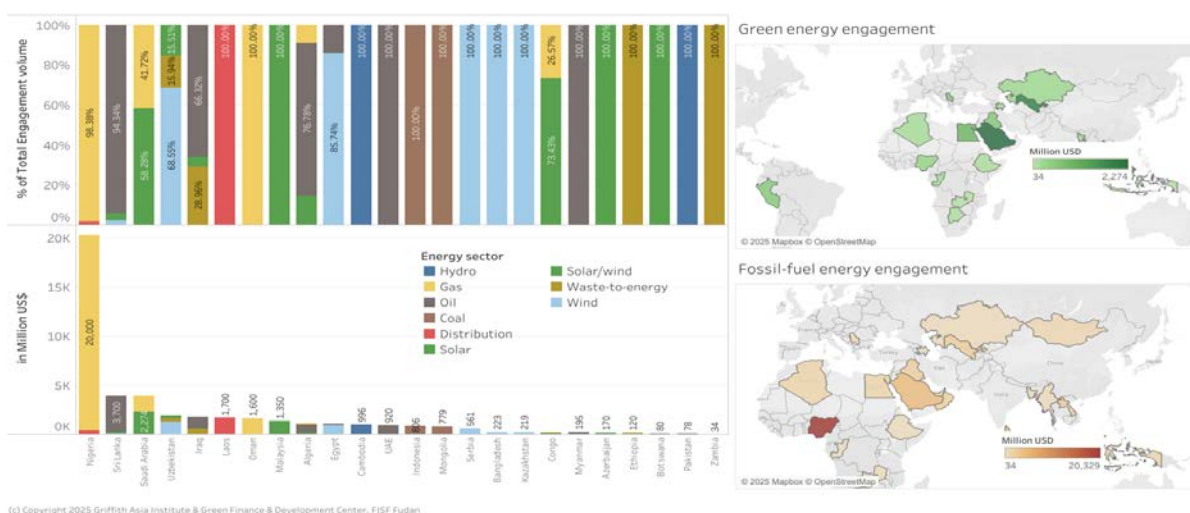 100%
80%
60%
40%
20%
0%
% of Total Engagement volume
98.38%
94.34%
41.72%
58.28%
15.51%
15.94%
68.55%
66.32%
28.96%
100.00%
100.00%
100.00%
76.78%
85.74%
100.00%
100.00%
100.00%
100.00%
100.00%
100.00%
26.57%
73.43%
100.00%
100.00%
100.00%
100.00%
100.00%
100.00%
20K
15K
10K
5K
0K
in Million US$
20,000
3,700
2,274
1,700
1,600
1,350
996
920
806
779
561
223
219
195
170
120
80
78
34
Energy sector
Hydro
Gas
Oil
Coal
Distribution
Solar
Solar/wind
Waste-to-energy
Wind
Nigeria
Sri Lanka
Saudi Arabia
Uzbekistan
Iraq
Laos
Oman
Malaysia
Algeria
Egypt
Cambodia
UAE
Indonesia
Mongolia
Serbia
Bangladesh
Kazakhstan
Congo
Myanmar
Azerbaijan
Ethiopia
Botswana
Pakistan
Zambia
Green energy engagement
Million USD
34 2,274
© 2025 Mapbox © OpenStreetMap
Fossil-fuel energy engagement
Turkey
China
India
Million USD
34 20,329
© 2025 Mapbox © OpenStreetMap
(c) Copyright 2025 Griffith Asia Institute & Green Finance & Development Center, FISF Fudan